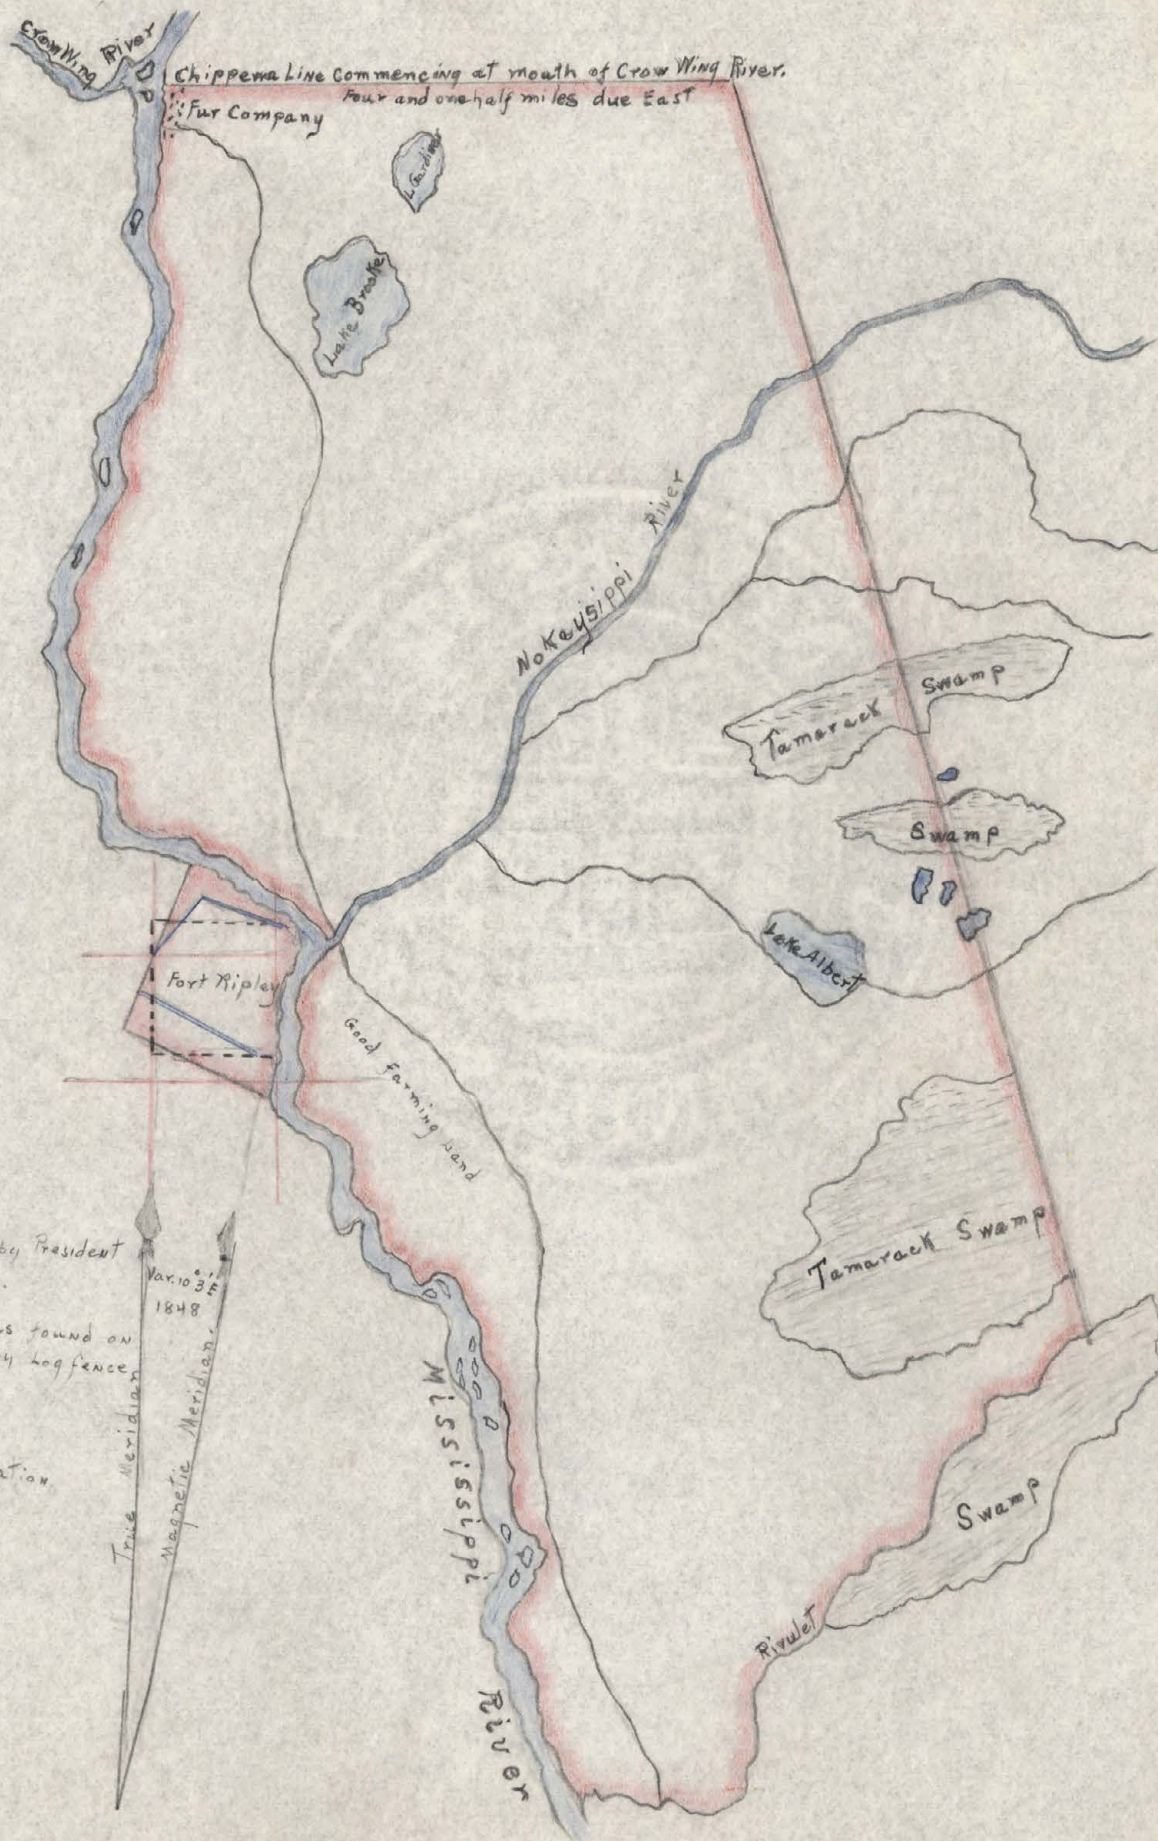 Crow Wing River
Chippewa Line Commencing at mouth of Crow Wing River.
Four and one half miles due East
Fur Company
L. Gardiner
Lake Brooke
River
Nokaysippi
Tamarack Swamp
Swamp
Lake Albert
Fort Ripley
Good Farming Land
by President
Var. 10° 3' E
1848
found on
Log fence
True Meridian
Magnetic Meridian.
Tamarack Swamp
Swamp
Mississippi
River
Rivulet